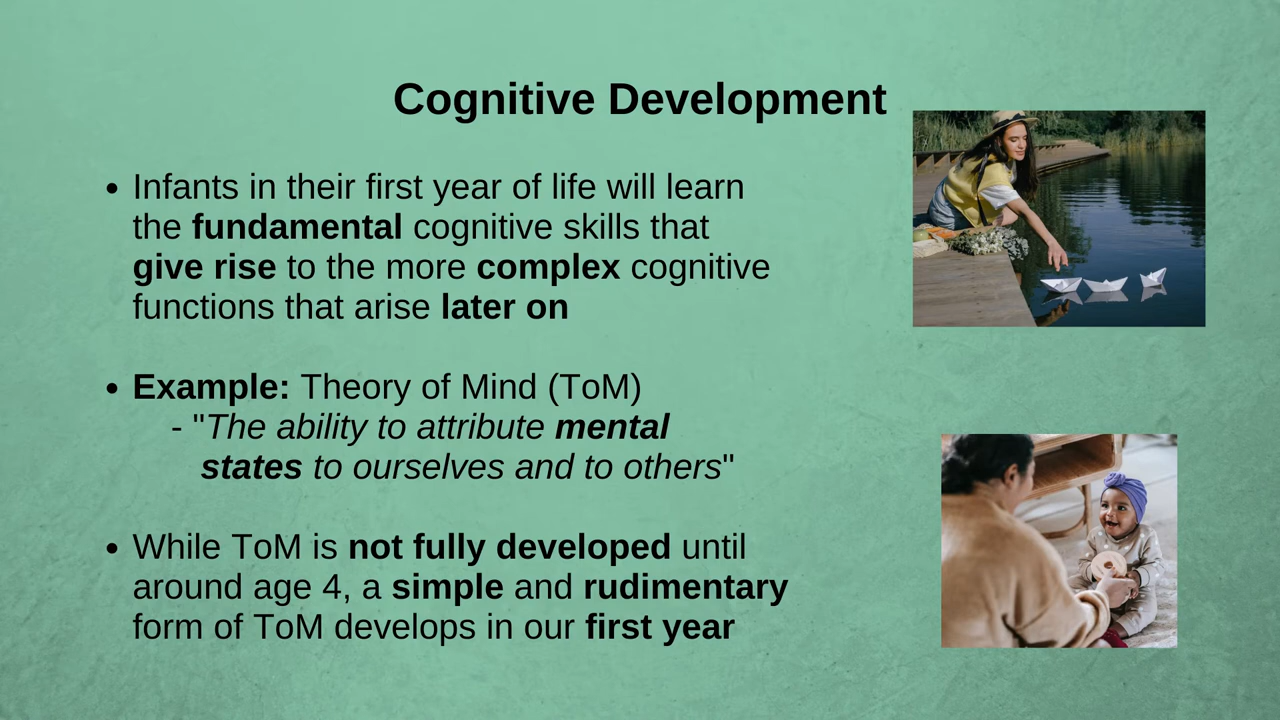 Cognitive Development
• Infants in their first year of life will learn
the fundamental cognitive skills that
give rise to the more complex cognitive
functions that arise later on
• Example: Theory of Mind (ToM)
- "The ability to attribute mental
states to ourselves and to others"
• While ToM is not fully developed until
around age 4, a simple and rudimentary
form of ToM develops in our first year